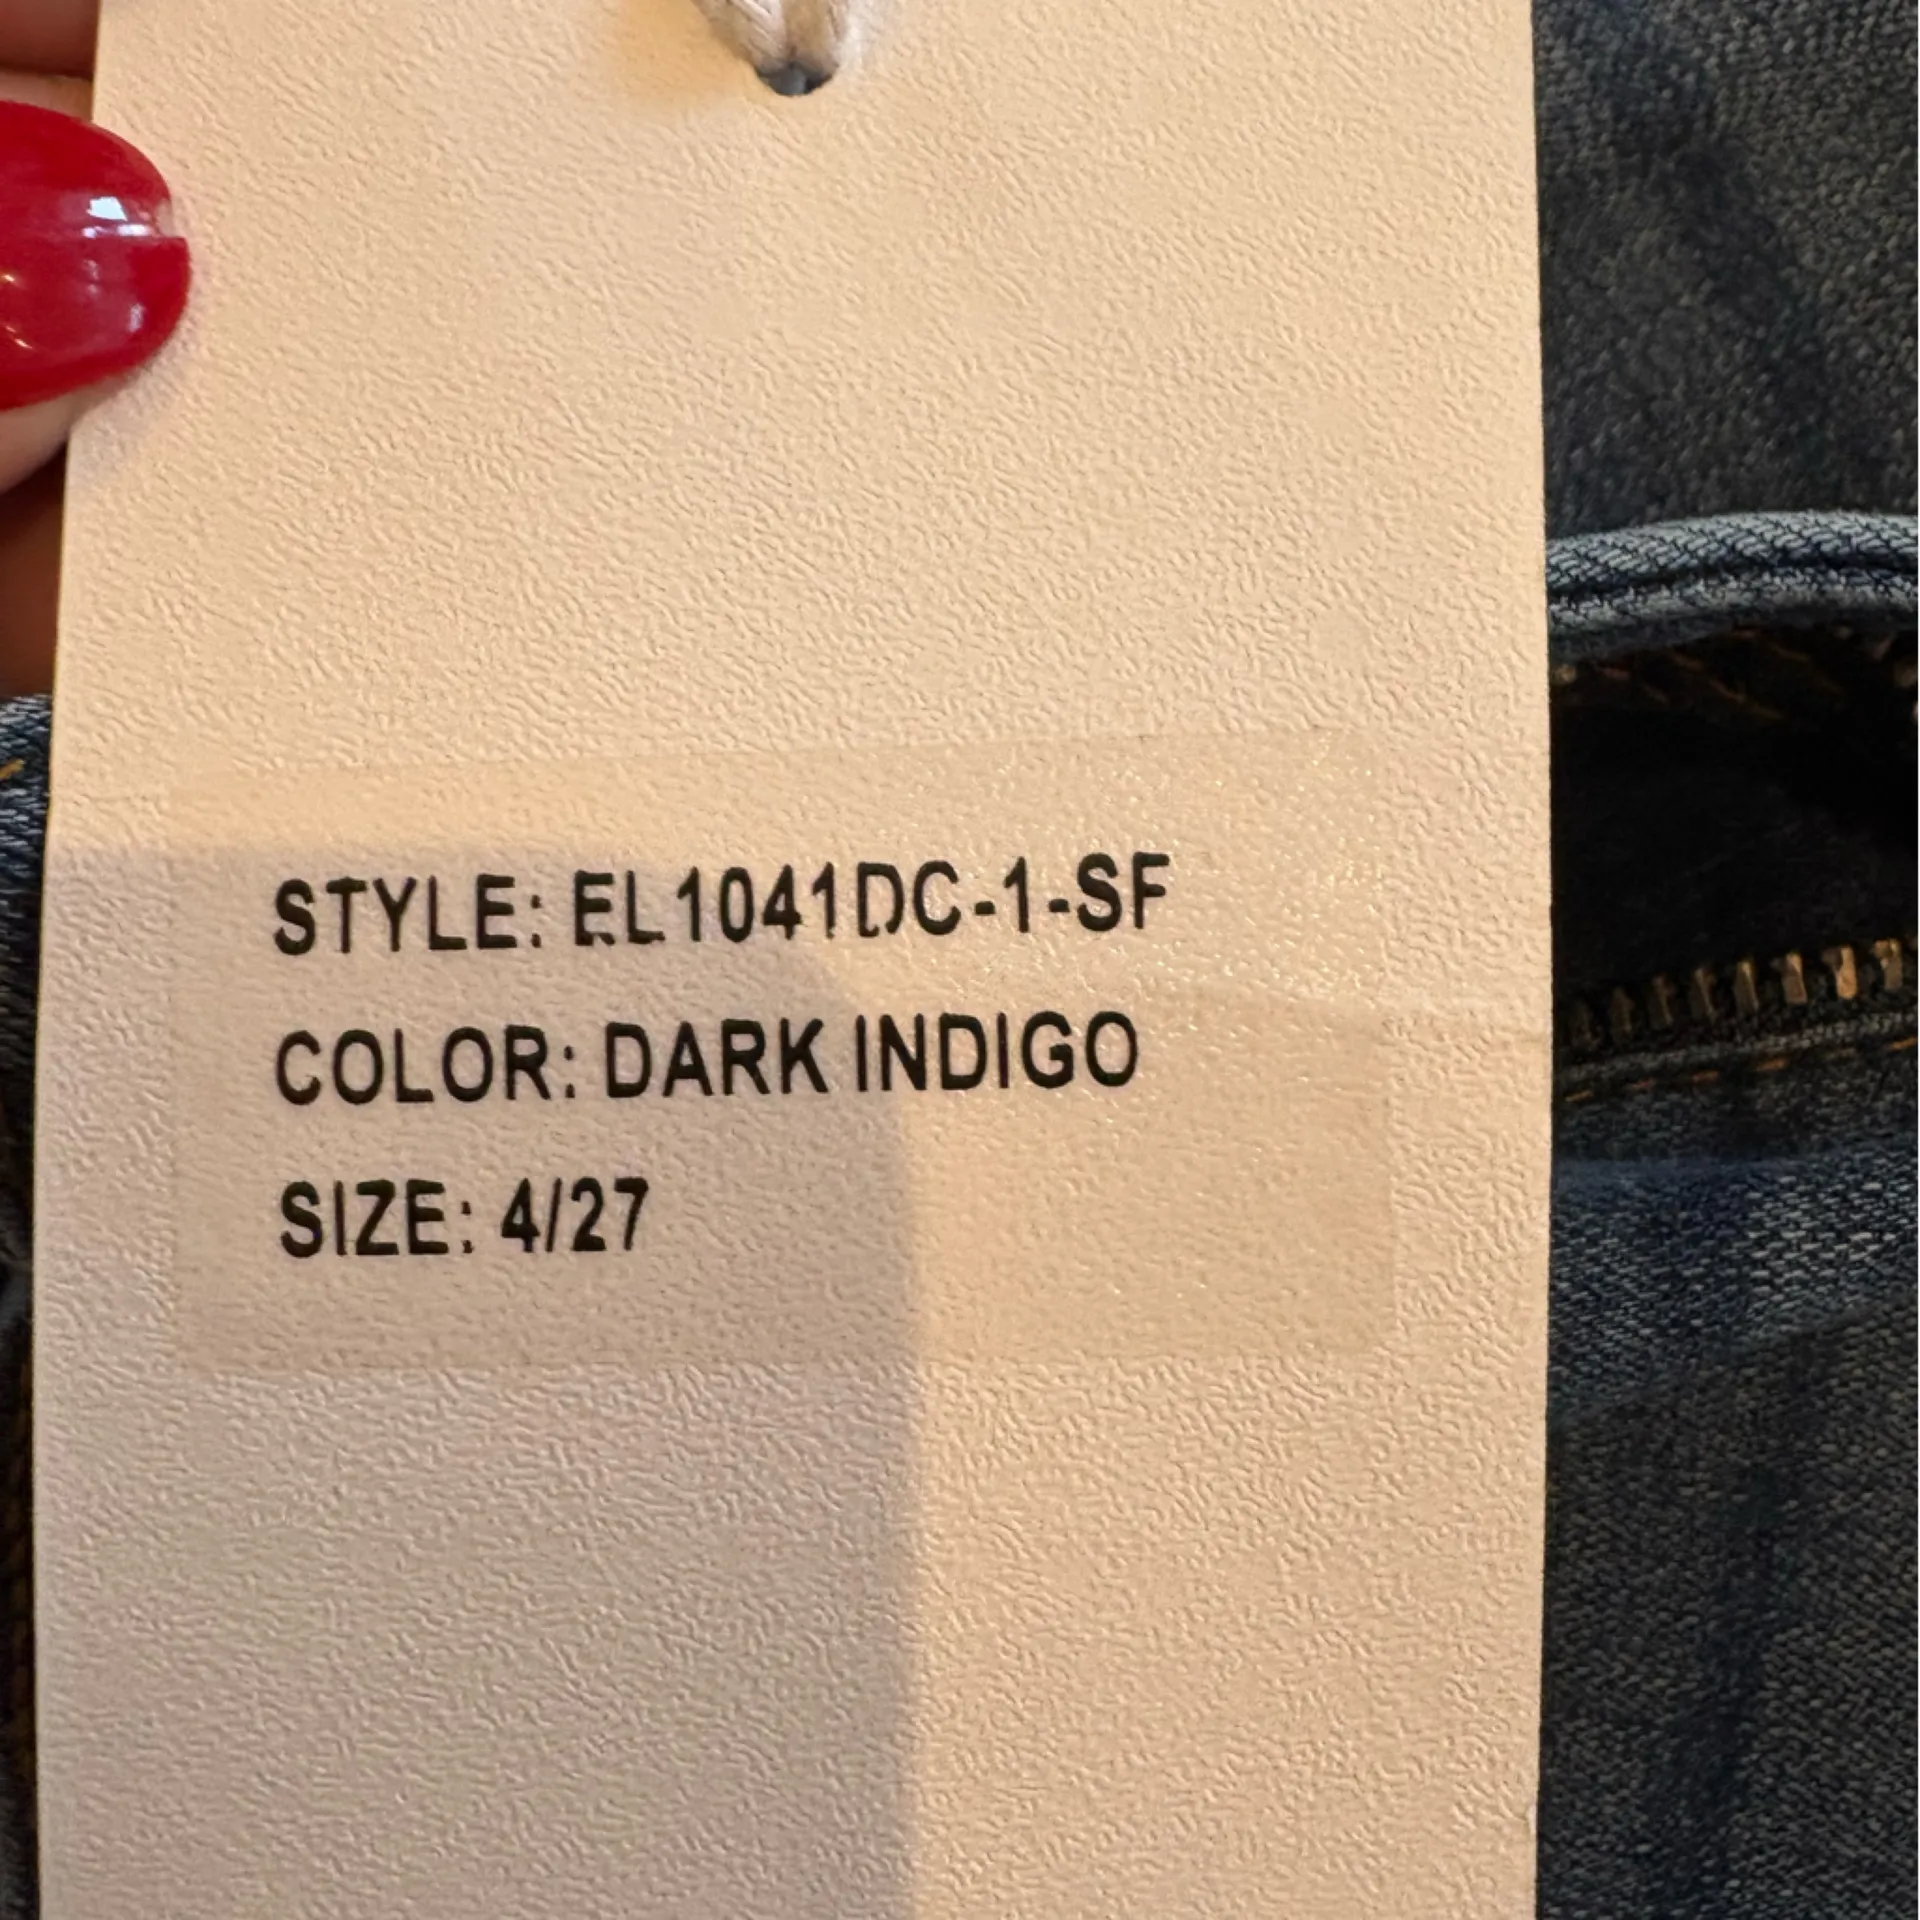 STYLE: EL1041DC-1-SF
COLOR: DARK INDIGO
SIZE: 4/27